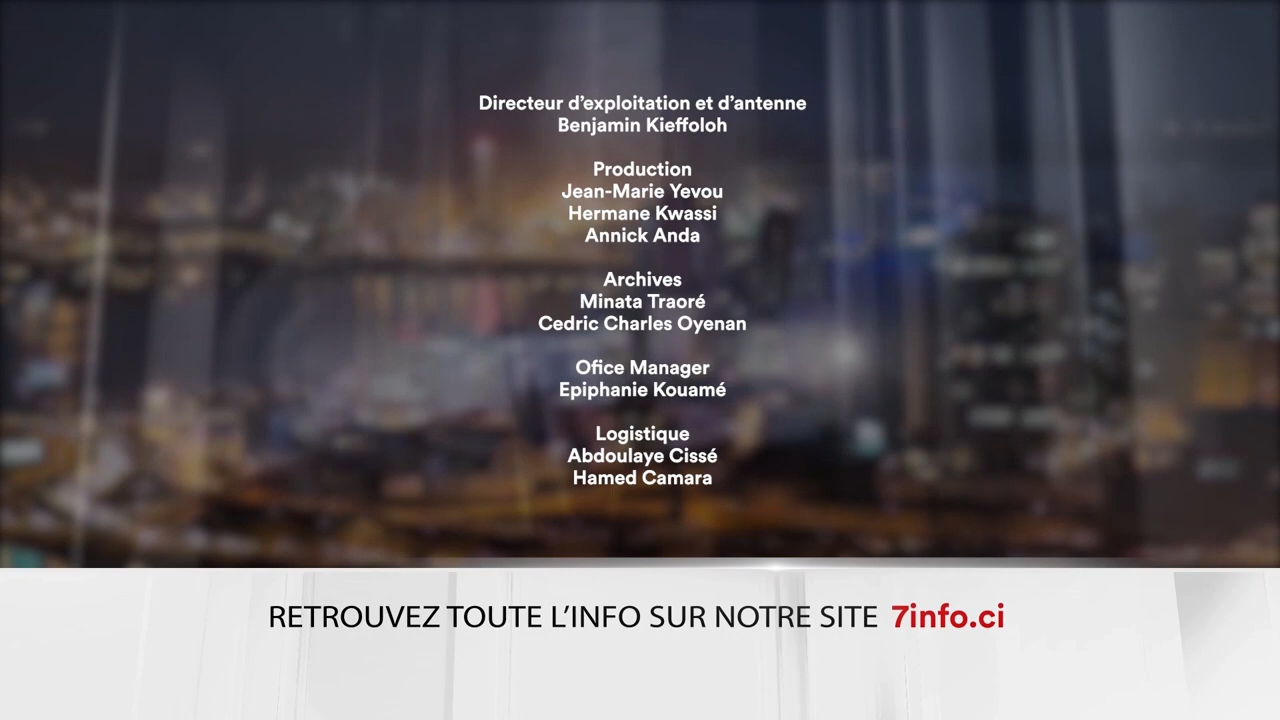 Directeur d’exploitation et d’antenne
Benjamin Kieffoloh
Production
Jean-Marie Yevou
Hermane Kwassi
Annick Anda
Archives
Minata Traoré
Cedric Charles Oyenan
Ofice Manager
Epiphanie Kouamé
Logistique
Abdoulaye Cissé
Hamed Camara
RETROUVEZ TOUTE L’INFO SUR NOTRE SITE 7info.ci